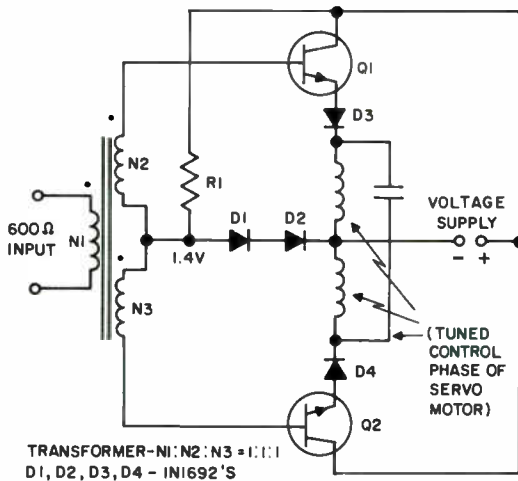 Q1
D3
N2
R1
600Ω
INPUT
N1
D1
D2
VOLTAGE
SUPPLY
- +
1.4V
N3
(TUNED
CONTROL
PHASE OF
SERVO
MOTOR)
D4
Q2
TRANSFORMER-N1:N2:N3=1:1:1
D1, D2, D3, D4 - IN1692'S